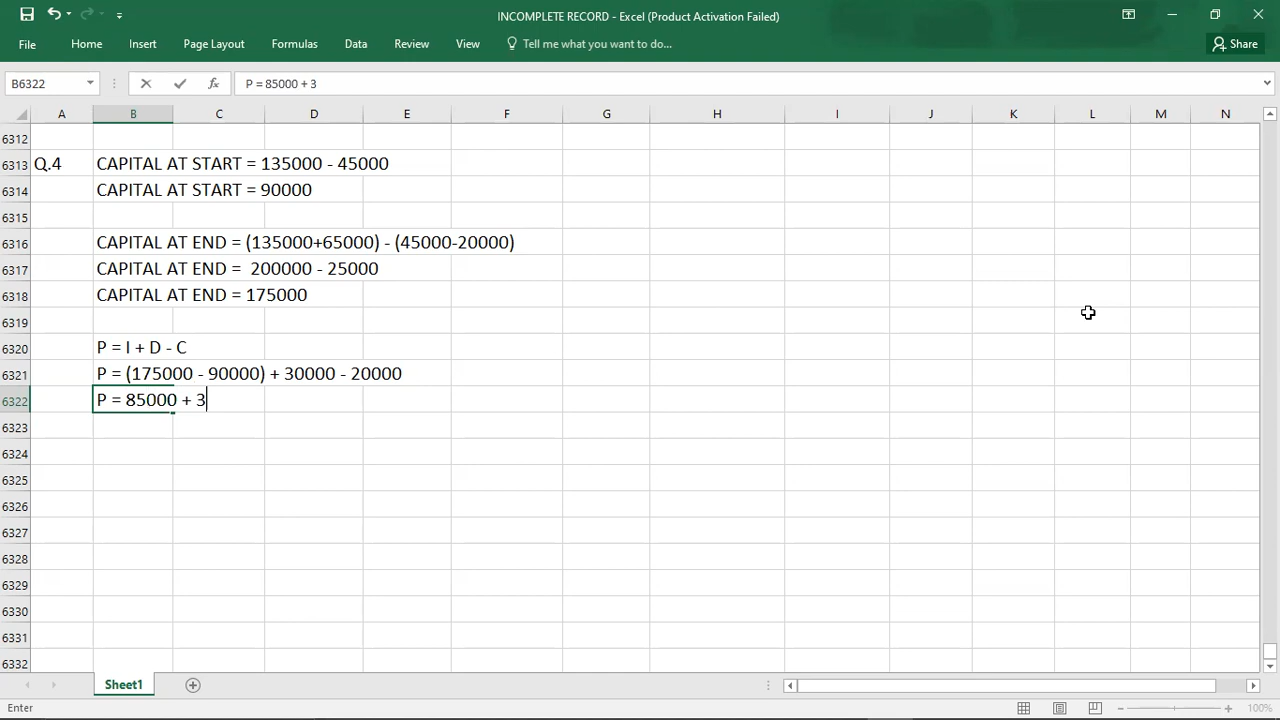 INCOMPLETE RECORD - Excel (Product Activation Failed)
File Home Insert Page Layout Formulas Data Review View Tell me what you want to do... Share
B6322 fx P = 85000 + 3
A B C D E F G H I J K L M N
6312
6313 Q.4 CAPITAL AT START = 135000 - 45000
6314 CAPITAL AT START = 90000
6315
6316 CAPITAL AT END = (135000+65000) - (45000-20000)
6317 CAPITAL AT END =  200000 - 25000
6318 CAPITAL AT END = 175000
6319
6320 P = I + D - C
6321 P = (175000 - 90000) + 30000 - 20000
6322 P = 85000 + 3
6323
6324
6325
6326
6327
6328
6329
6330
6331
6332
Sheet1
Enter 100%